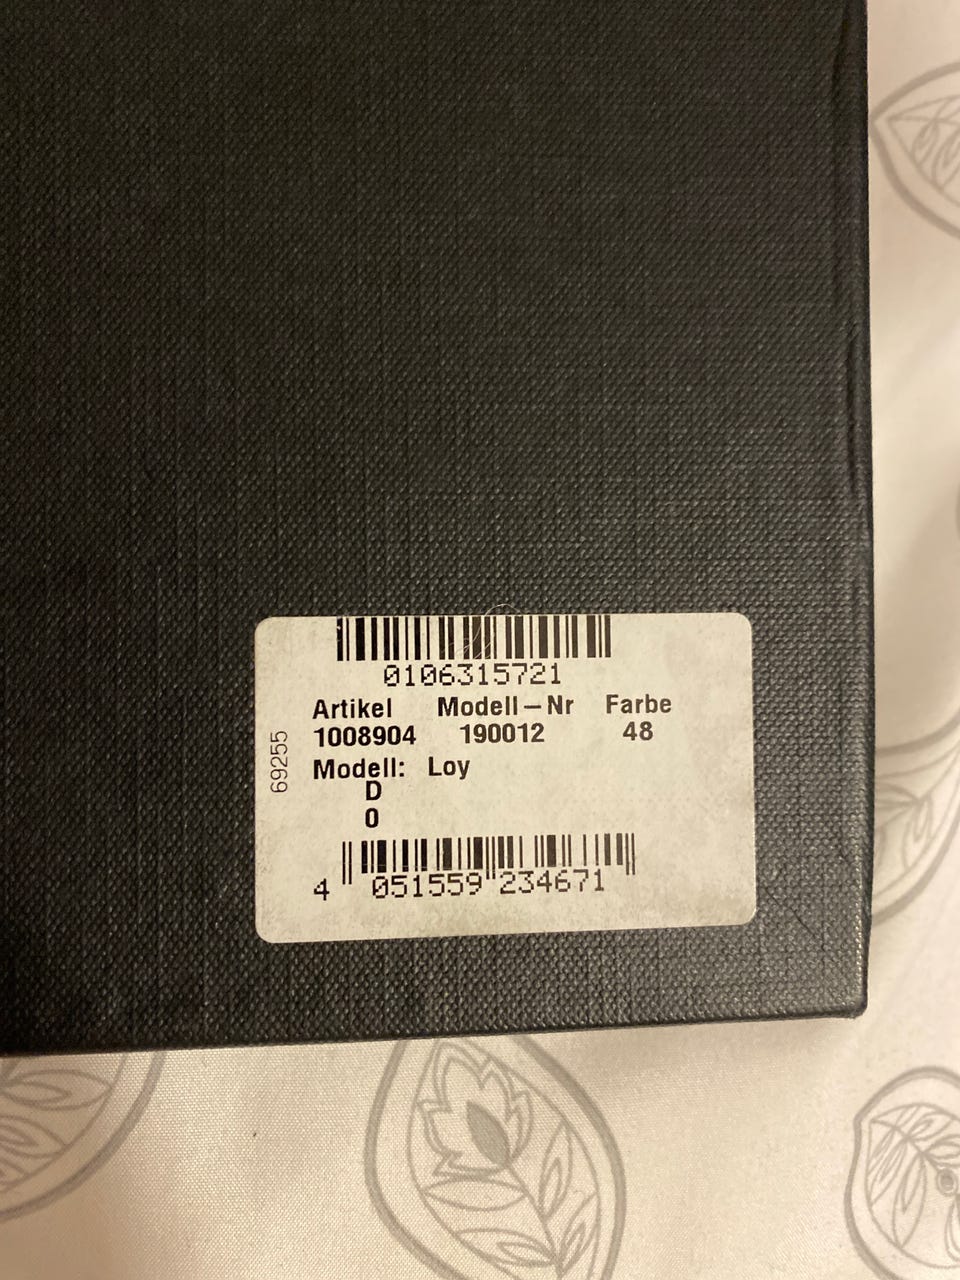 0106315721
Artikel Modell-Nr Farbe
1008904 190012 48
Modell: Loy
D
0
4 051559 234671
69255